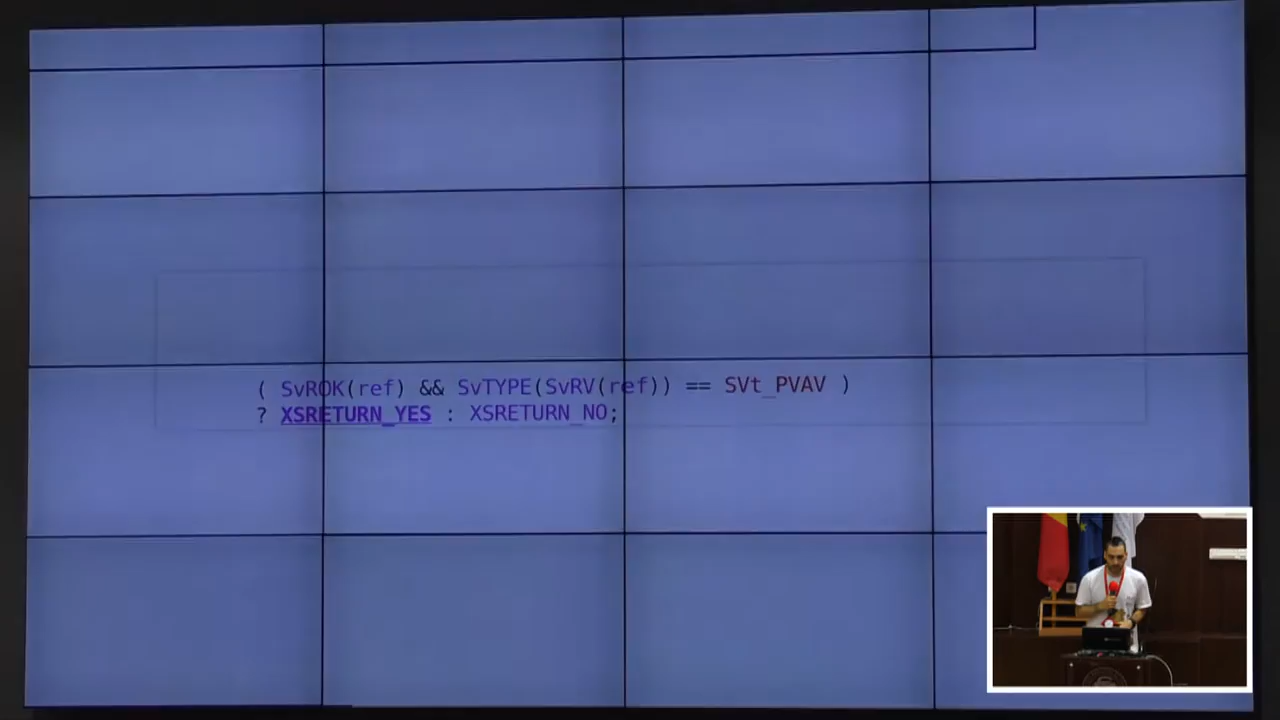 ( SvROK(ref) && SvTYPE(SvRV(ref)) == SVt_PVAV )
? XSRETURN_YES : XSRETURN_NO;